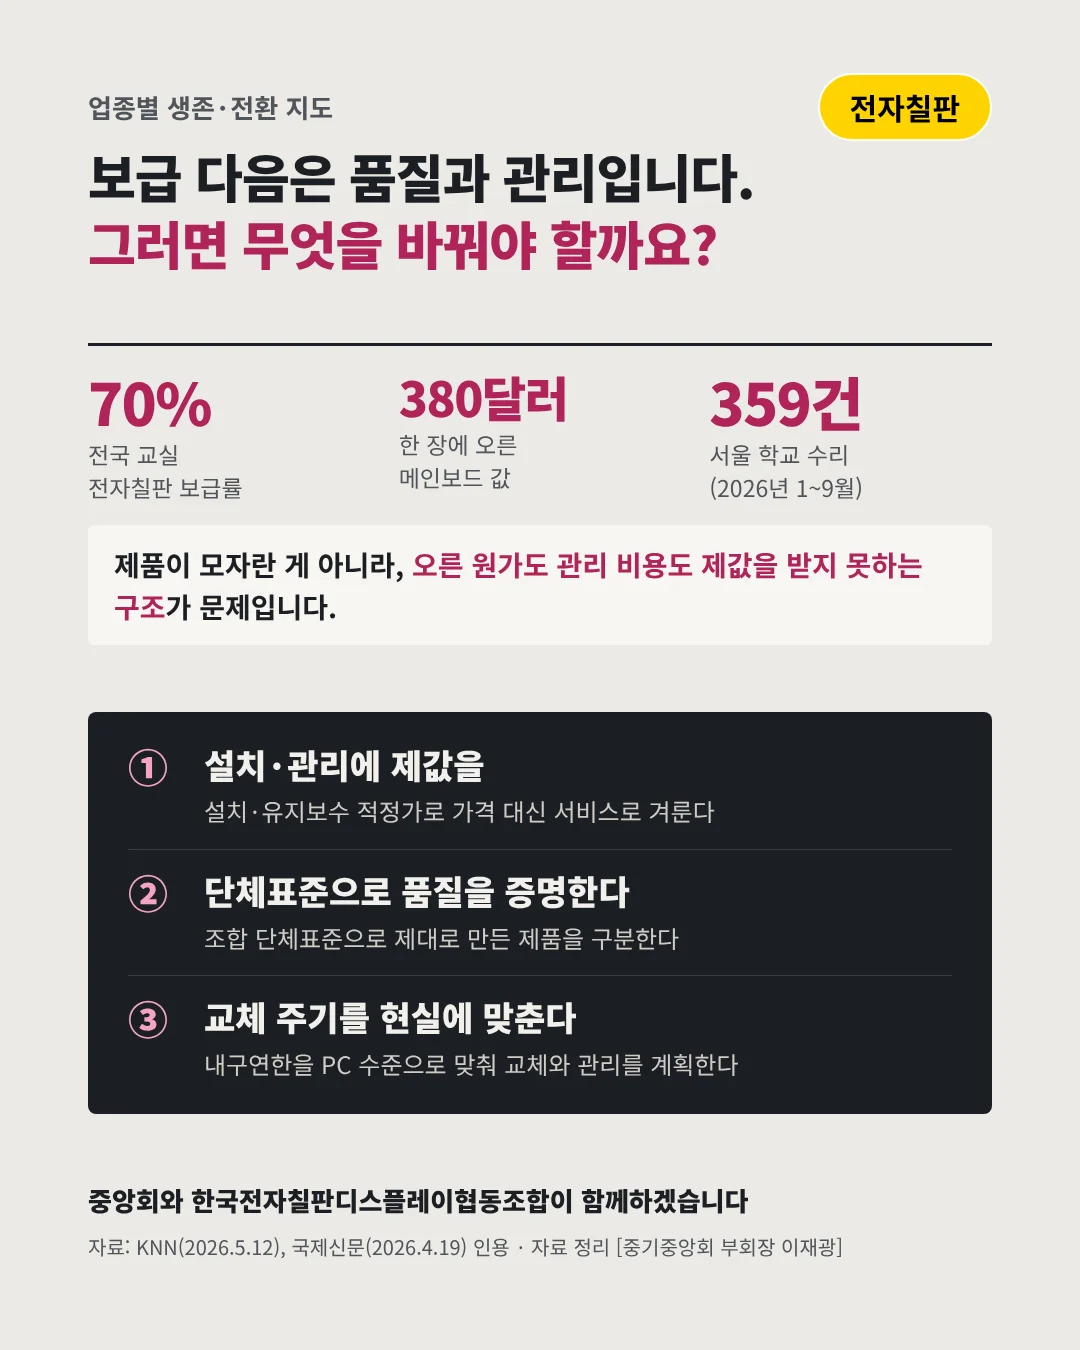 업종별 생존·전환 지도
전자칠판
보급 다음은 품질과 관리입니다.
그러면 무엇을 바꿔야 할까요?
70%
전국 교실
전자칠판 보급률
380달러
한 장에 오른
메인보드 값
359건
서울 학교 수리
(2026년 1~9월)
제품이 모자란 게 아니라, 오른 원가도 관리 비용도 제값을 받지 못하는
구조가 문제입니다.
① 설치·관리에 제값을
설치·유지보수 적정가로 가격 대신 서비스로 겨룬다
② 단체표준으로 품질을 증명한다
조합 단체표준으로 제대로 만든 제품을 구분한다
③ 교체 주기를 현실에 맞춘다
내구연한을 PC 수준으로 맞춰 교체와 관리를 계획한다
중앙회와 한국전자칠판디스플레이협동조합이 함께하겠습니다
자료: KNN(2026.5.12), 국제신문(2026.4.19) 인용 · 자료 정리 [중기중앙회 부회장 이재광]